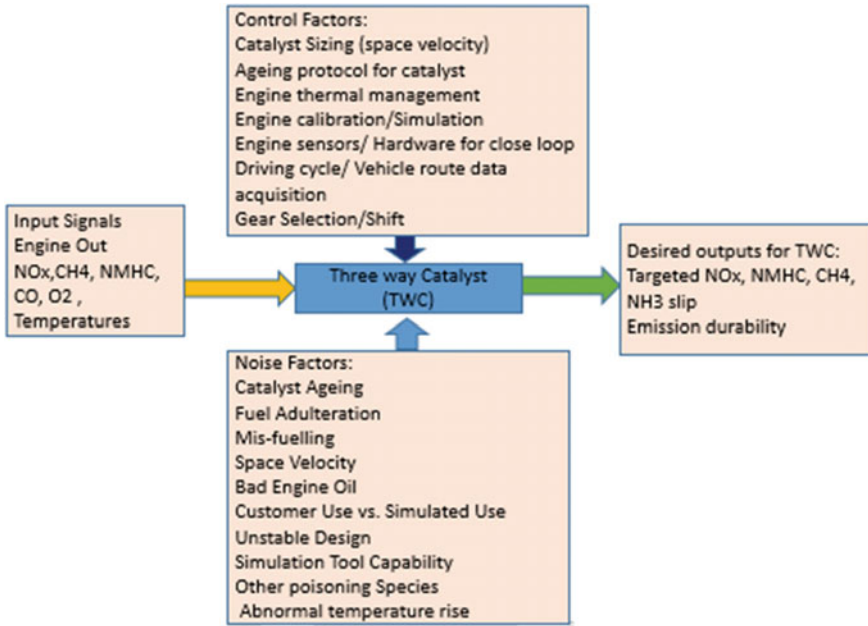 Control Factors:
Catalyst Sizing (space velocity)
Ageing protocol for catalyst
Engine thermal management
Engine calibration/Simulation
Engine sensors/ Hardware for close loop
Driving cycle/ Vehicle route data
acquisition
Gear Selection/Shift
Input Signals
Engine Out
NOx,CH4, NMHC,
CO, O2 ,
Temperatures
Three way Catalyst
(TWC)
Desired outputs for TWC:
Targeted NOx, NMHC, CH4,
NH3 slip
Emission durability
Noise Factors:
Catalyst Ageing
Fuel Adulteration
Mis-fuelling
Space Velocity
Bad Engine Oil
Customer Use vs. Simulated Use
Unstable Design
Simulation Tool Capability
Other poisoning Species
Abnormal temperature rise